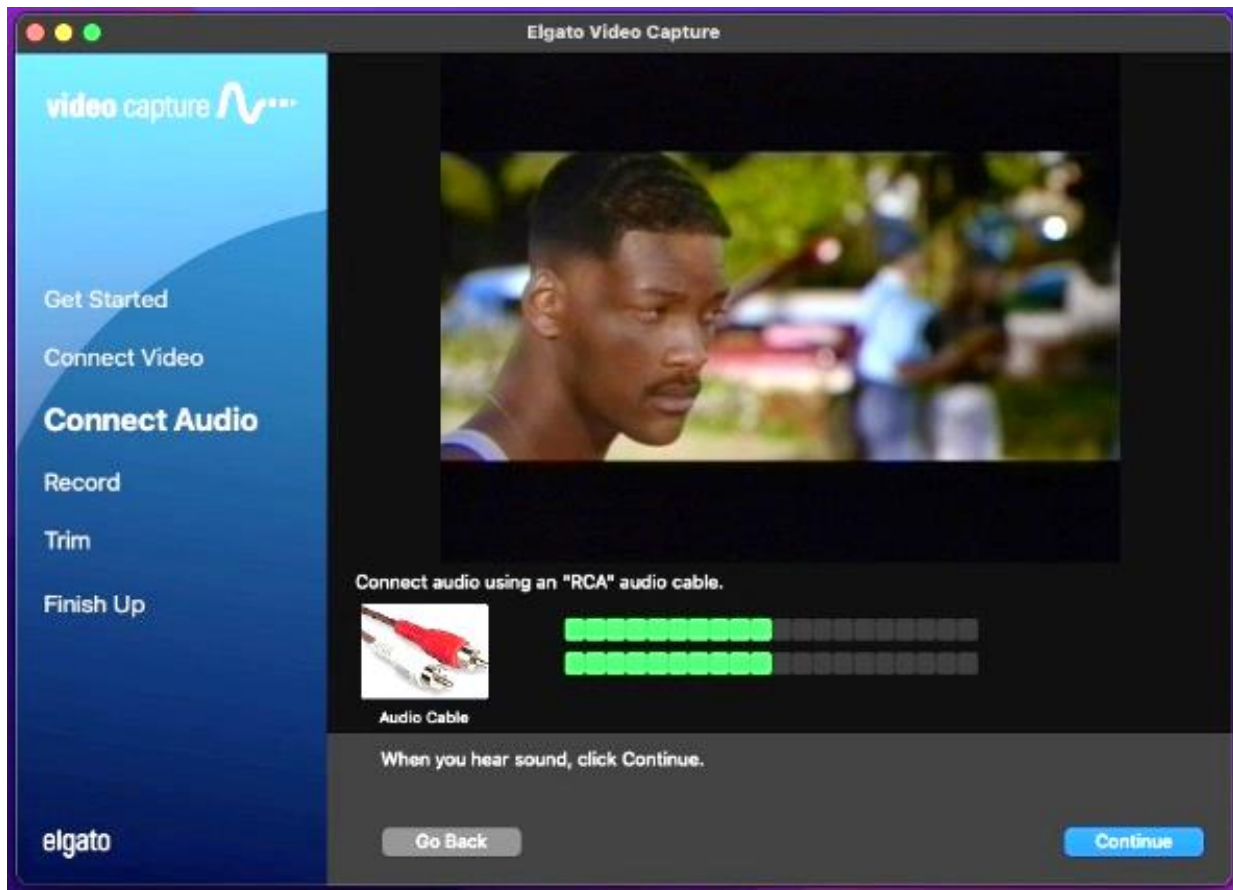 Elgato Video Capture
video capture
Get Started
Connect Video
Connect Audio
Record
Trim
Finish Up
elgato
Connect audio using an "RCA" audio cable.
Audio Cable
When you hear sound, click Continue.
Go Back
Continue